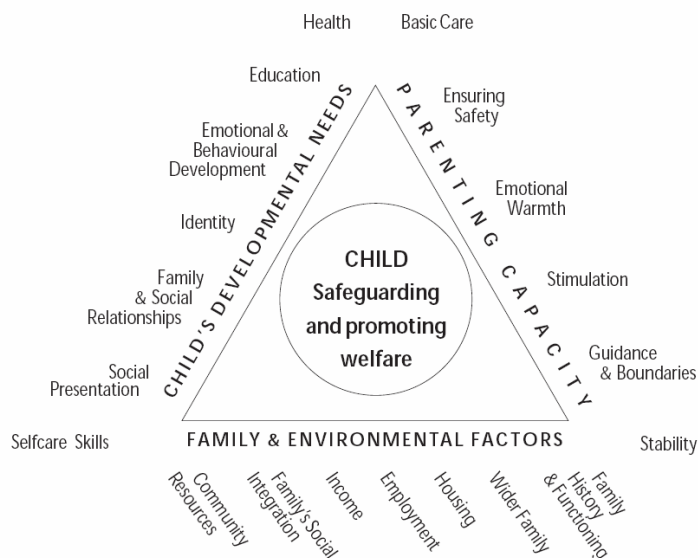 Health
Basic Care
Education
Ensuring
Safety
Emotional &
Behavioural
Development
Emotional
Warmth
Identity
Stimulation
Family
& Social
Relationships
Guidance
& Boundaries
Social
Presentation
Selfcare Skills
Stability
CHILD'S DEVELOPMENTAL NEEDS
PARENTING CAPACITY
CHILD
Safeguarding
and promoting
welfare
FAMILY & ENVIRONMENTAL FACTORS
Community
Resources
Family's Social
Integration
Income
Employment
Housing
Wider Family
Family
History
& Functioning